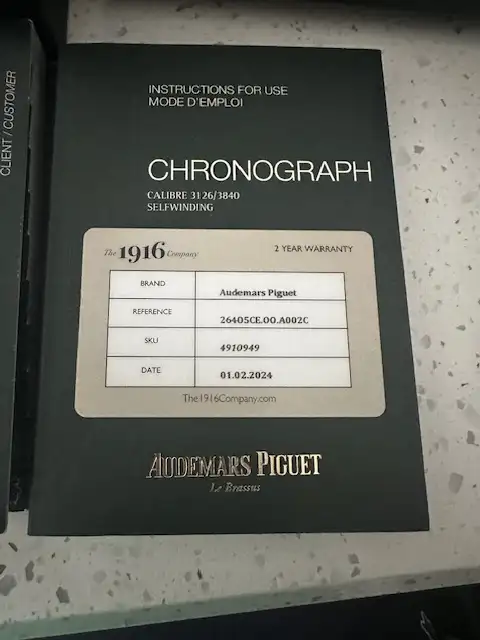 CLIENT / CUSTOMER
INSTRUCTIONS FOR USE
MODE D'EMPLOI
CHRONOGRAPH
CALIBRE 3126/3840
SELFWINDING
The 1916 Company
2 YEAR WARRANTY
BRAND Audemars Piguet
REFERENCE 26405CE.OO.A002C
SKU 4910949
DATE 01.02.2024
The1916Company.com
AUDEMARS PIGUET
Le Brassus